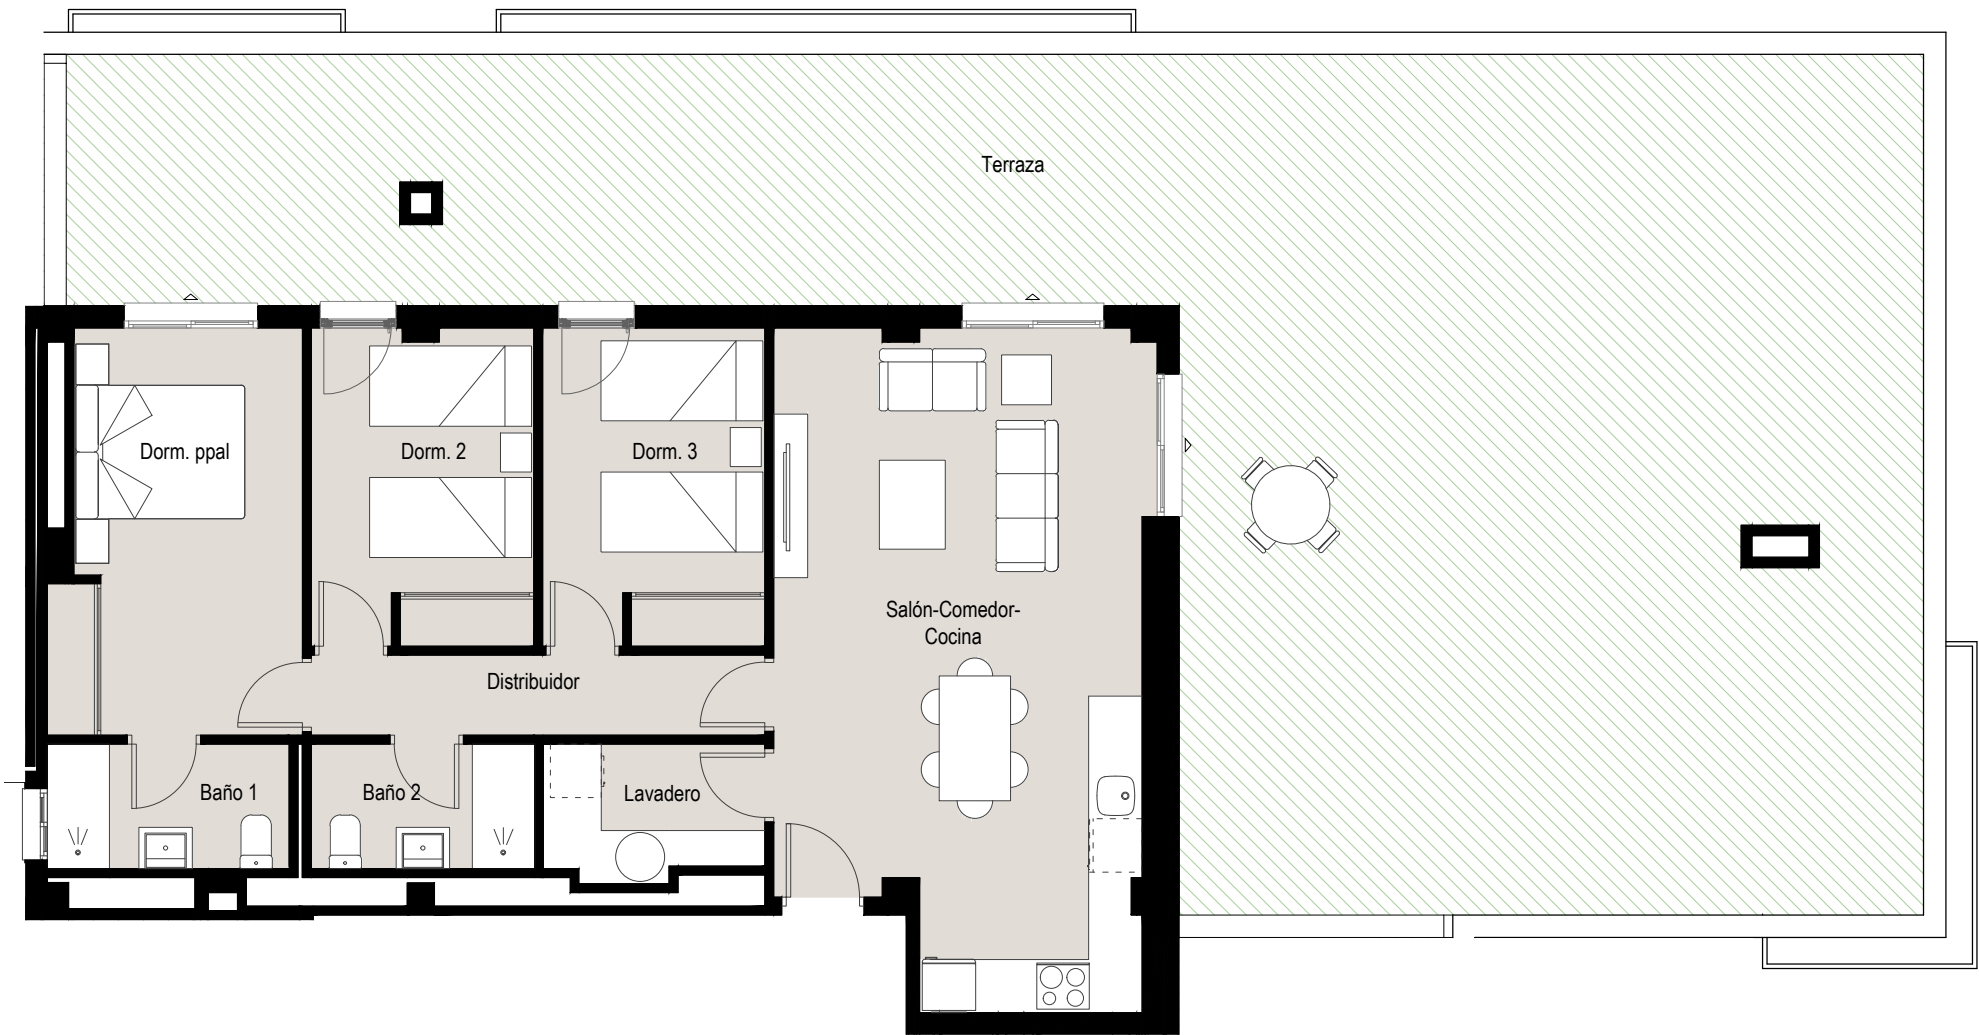 Terraza
Dorm. ppal
Dorm. 2
Dorm. 3
Salón-Comedor-
Cocina
Distribuidor
Baño 1
Baño 2
Lavadero